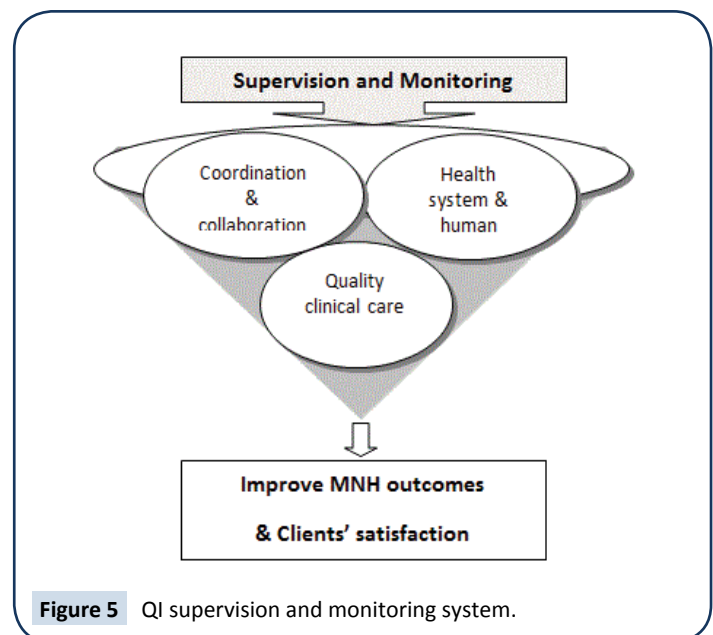 Supervision and Monitoring
Coordination
&
collaboration
Health
system &
human
Quality
clinical care
Improve MNH outcomes
& Clients’ satisfaction
Figure 5 QI supervision and monitoring system.